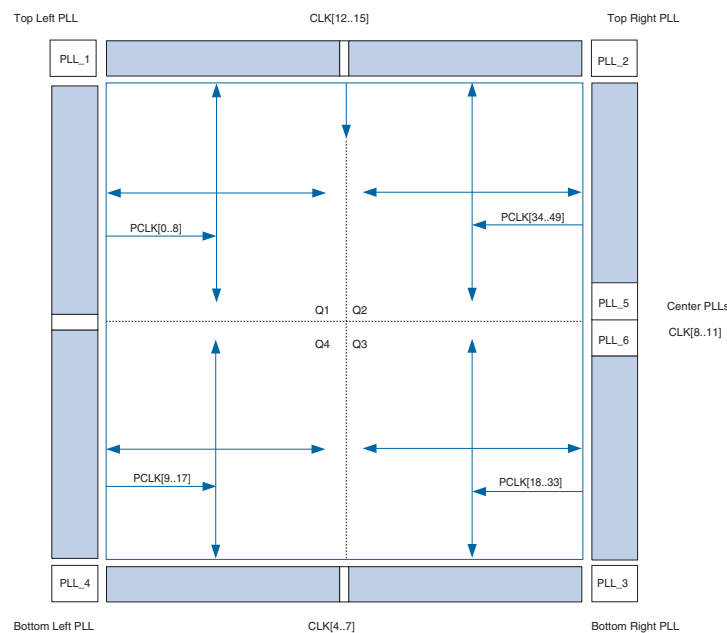 Top Left PLL
CLK[12..15]
Top Right PLL
PLL_1
PLL_2
PCLK[0..8]
PCLK[34..49]
Q1
Q2
PLL_5
Center PLLs
CLK[8..11]
PLL_6
Q4
Q3
PCLK[9..17]
PCLK[18..33]
PLL_4
PLL_3
Bottom Left PLL
CLK[4..7]
Bottom Right PLL